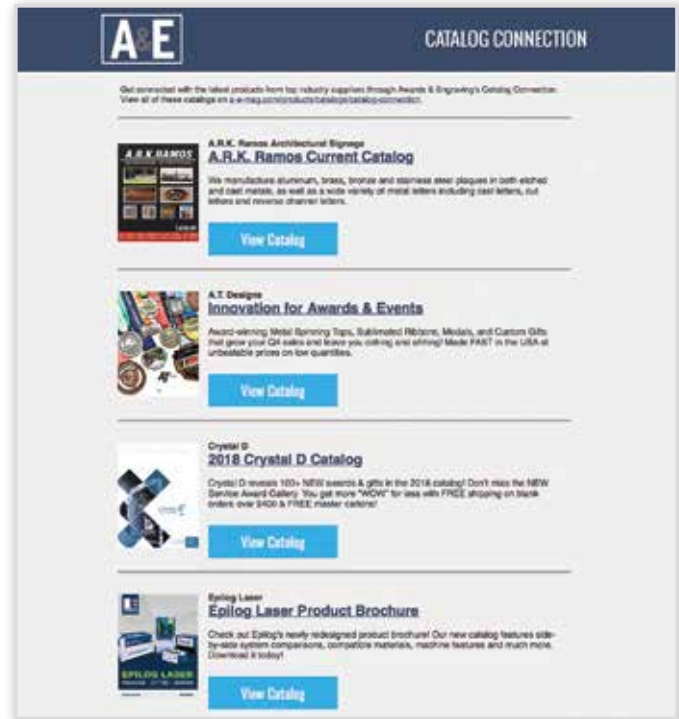 A&E
CATALOG CONNECTION
Get connected with the latest products from top industry suppliers through Awards & Engraving's Catalog Connection.
View all of these catalogs on a-e-mag.com/products/catalogs/catalog-connection.
A.R.K. Ramos Architectural Signage
A.R.K. Ramos Current Catalog
We manufacture aluminum, brass, bronze and stainless steel plaques in both etched
and cast metals, as well as a wide variety of metal letters including cast letters, cut
letters and reverse channel letters.
A.R.K. RAMOS
View Catalog
A.T. Designs
Innovation for Awards & Events
Award-winning Metal Spinning Tops, Sublimated Ribbons, Medals, and Custom Gifts
that grow your Q4 sales and leave you and smiling! Made FAST in the USA at
unbeatable prices on low quantities.
View Catalog
Crystal D
2018 Crystal D Catalog
Crystal D reveals 100+ NEW awards & gifts in the 2018 catalog! Don't miss the NEW
Service Award Gallery. You get more "WOW" for less with FREE shipping on blank
orders over $400 & FREE master cartons!
View Catalog
Epilog Laser
Epilog Laser Product Brochure
Check out Epilog's newly redesigned product brochure! Our new catalog features side-
by-side system comparisons, compatible materials, machine features and much more.
Download it today!
EPILOG LASER
View Catalog